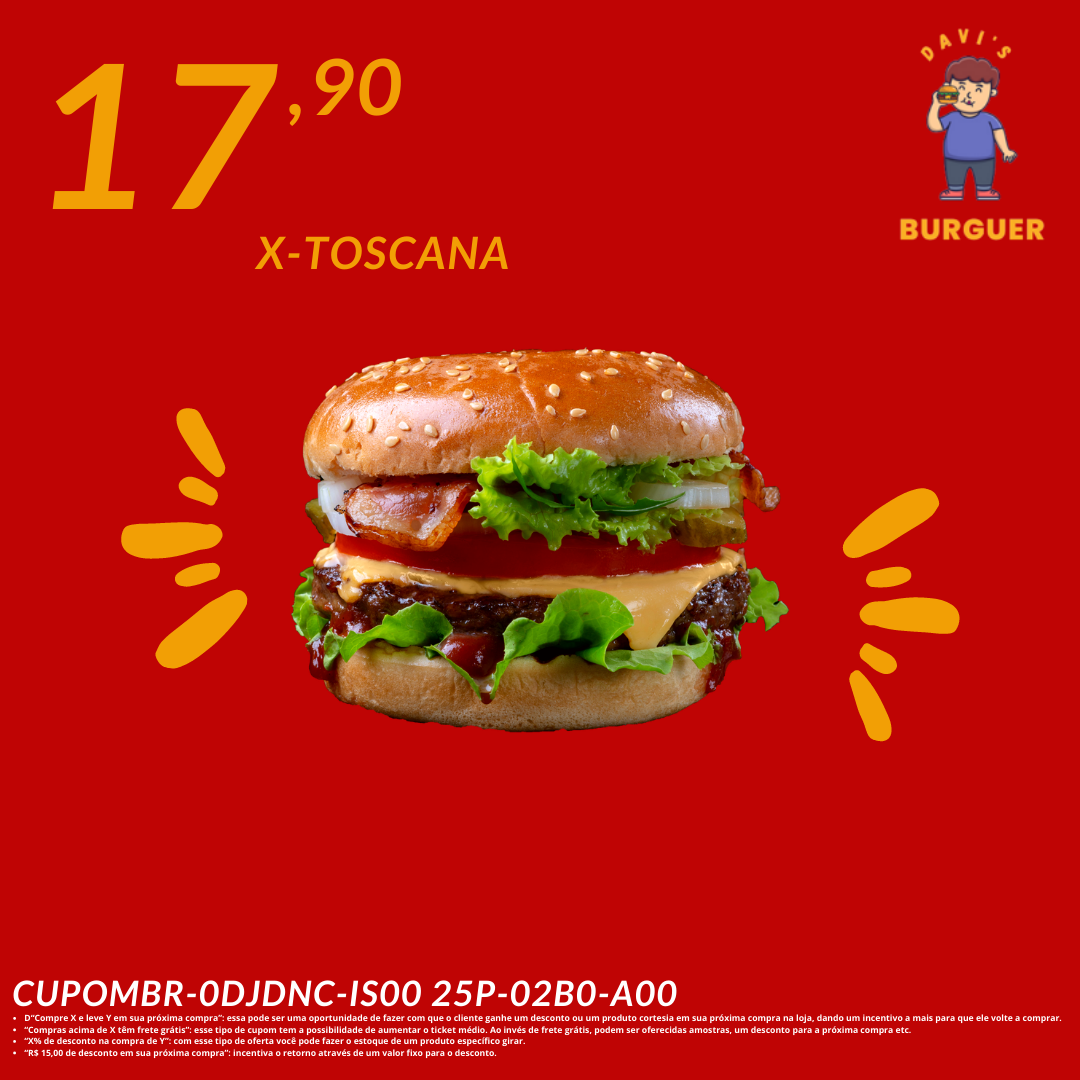 17,90
DAVI'S
BURGUER
X-TOSCANA
CUPOMBR-0DJDNC-IS00 25P-02B0-A00
• D"Compre X e leve Y em sua próxima compra": essa pode ser uma oportunidade de fazer com que o cliente ganhe um desconto ou um produto cortesia em sua próxima compra na loja, dando um incentivo a mais para que ele volte a comprar.
• "Compras acima de X têm frete grátis": esse tipo de cupom tem a possibilidade de aumentar o ticket médio. Ao invés de frete grátis, podem ser oferecidas amostras, um desconto para a próxima compra etc.
• "X% de desconto na compra de Y": com esse tipo de oferta você pode fazer o estoque de um produto específico girar.
• "R$ 15,00 de desconto em sua próxima compra": incentiva o retorno através de um valor fixo para o desconto.